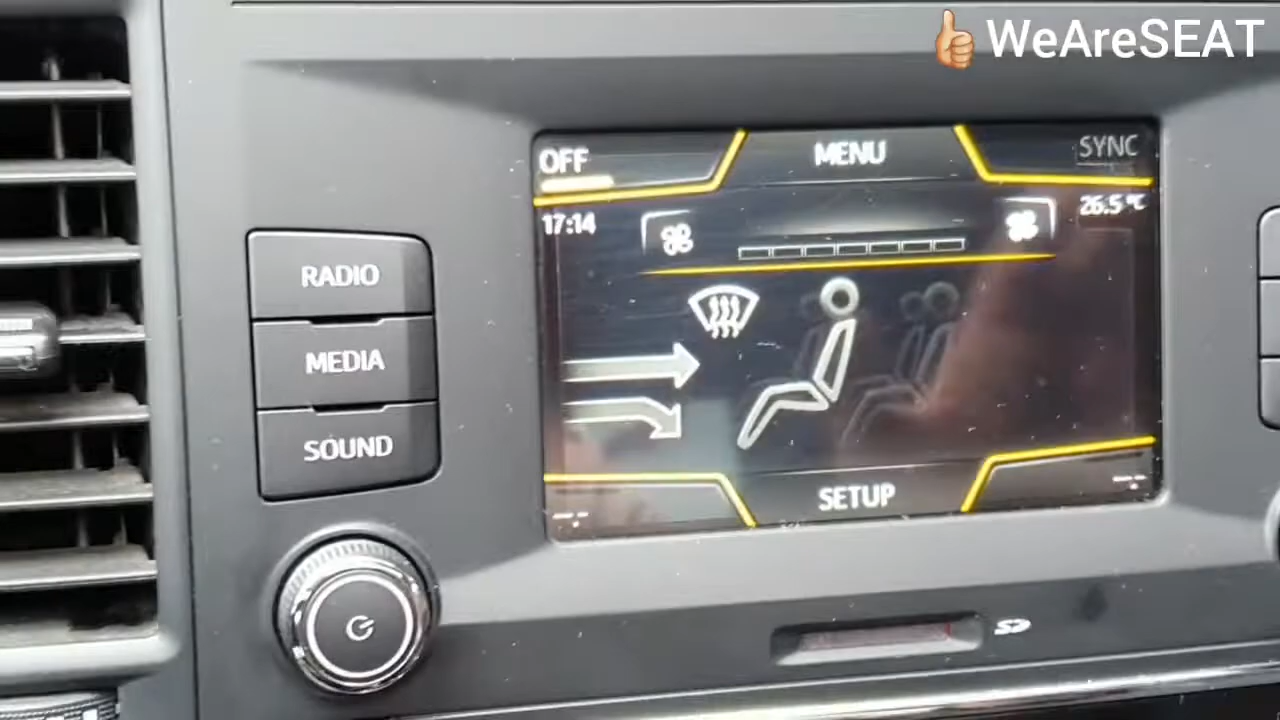 WeAreSEAT
OFF
MENU
SYNC
17:14
26.5°C
RADIO
MEDIA
SOUND
SETUP
SD